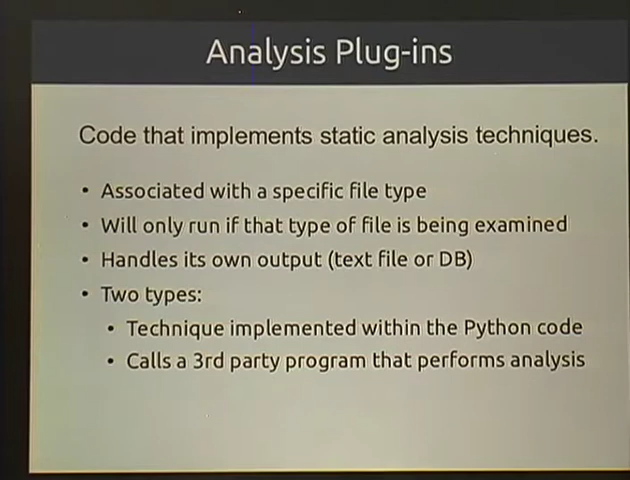 Analysis Plug-ins
Code that implements static analysis techniques.
• Associated with a specific file type
• Will only run if that type of file is being examined
• Handles its own output (text file or DB)
• Two types:
• Technique implemented within the Python code
• Calls a 3rd party program that performs analysis